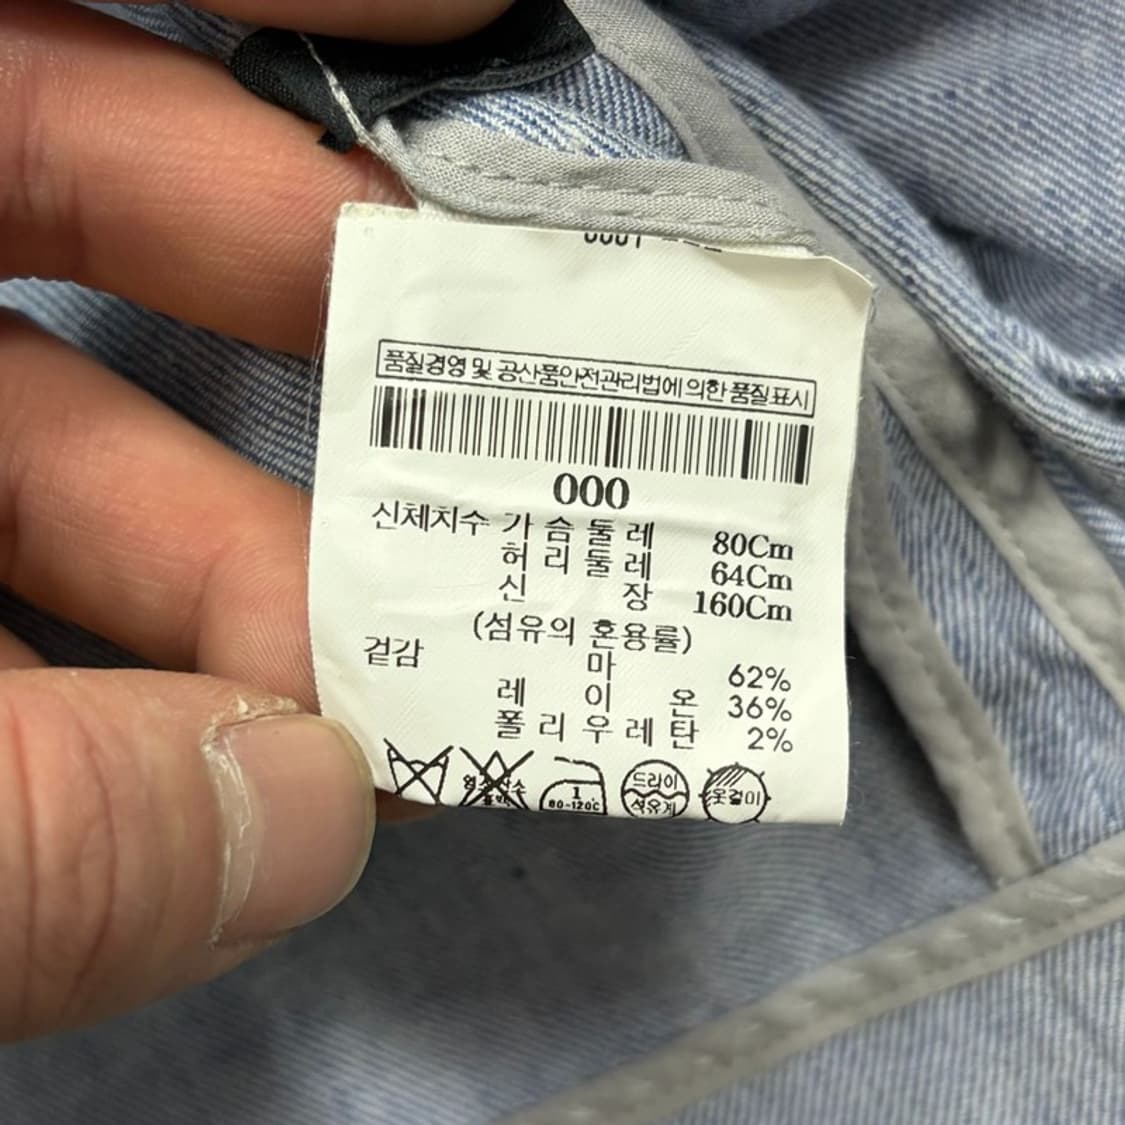 품질경영 및 공산품안전관리법에 의한 품질표시
000
신체치수 가슴둘레 80Cm
허리둘레 64Cm
신장 160Cm
(섬유의 혼용률)
겉감 마 62%
레이온 36%
폴리우레탄 2%
1 80-120℃ 드라이 석유계 옷걸이